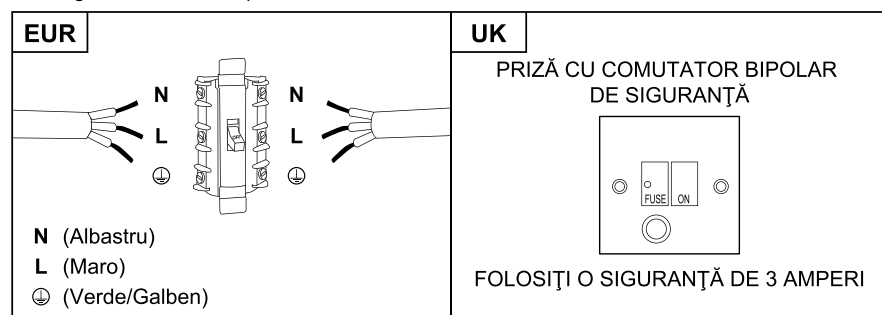 EUR
N N
L L
N (Albastru)
L (Maro)
(Verde/Galben)
UK
PRIZĂ CU COMUTATOR BIPOLAR
DE SIGURANŢĂ
FUSE ON
FOLOSIŢI O SIGURANŢĂ DE 3 AMPERI